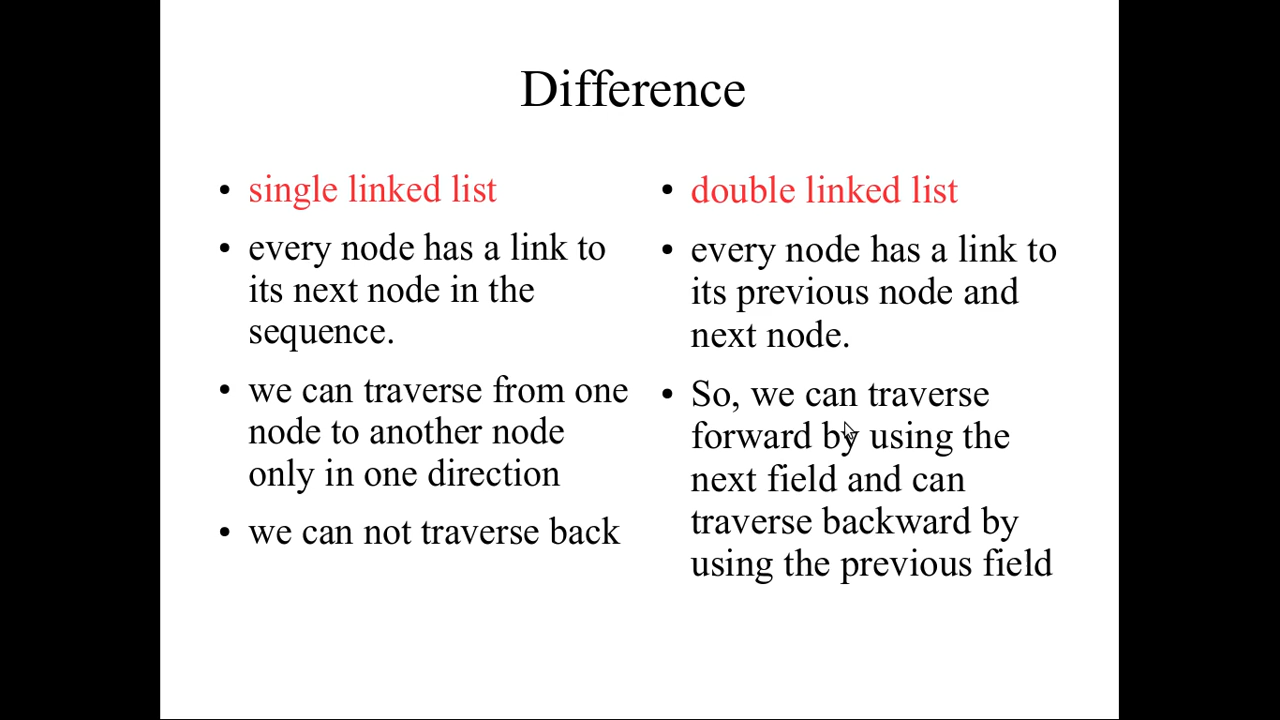 Difference
• single linked list
• every node has a link to
its next node in the
sequence.
• we can traverse from one
node to another node
only in one direction
• we can not traverse back
• double linked list
• every node has a link to
its previous node and
next node.
• So, we can traverse
forward by using the
next field and can
traverse backward by
using the previous field